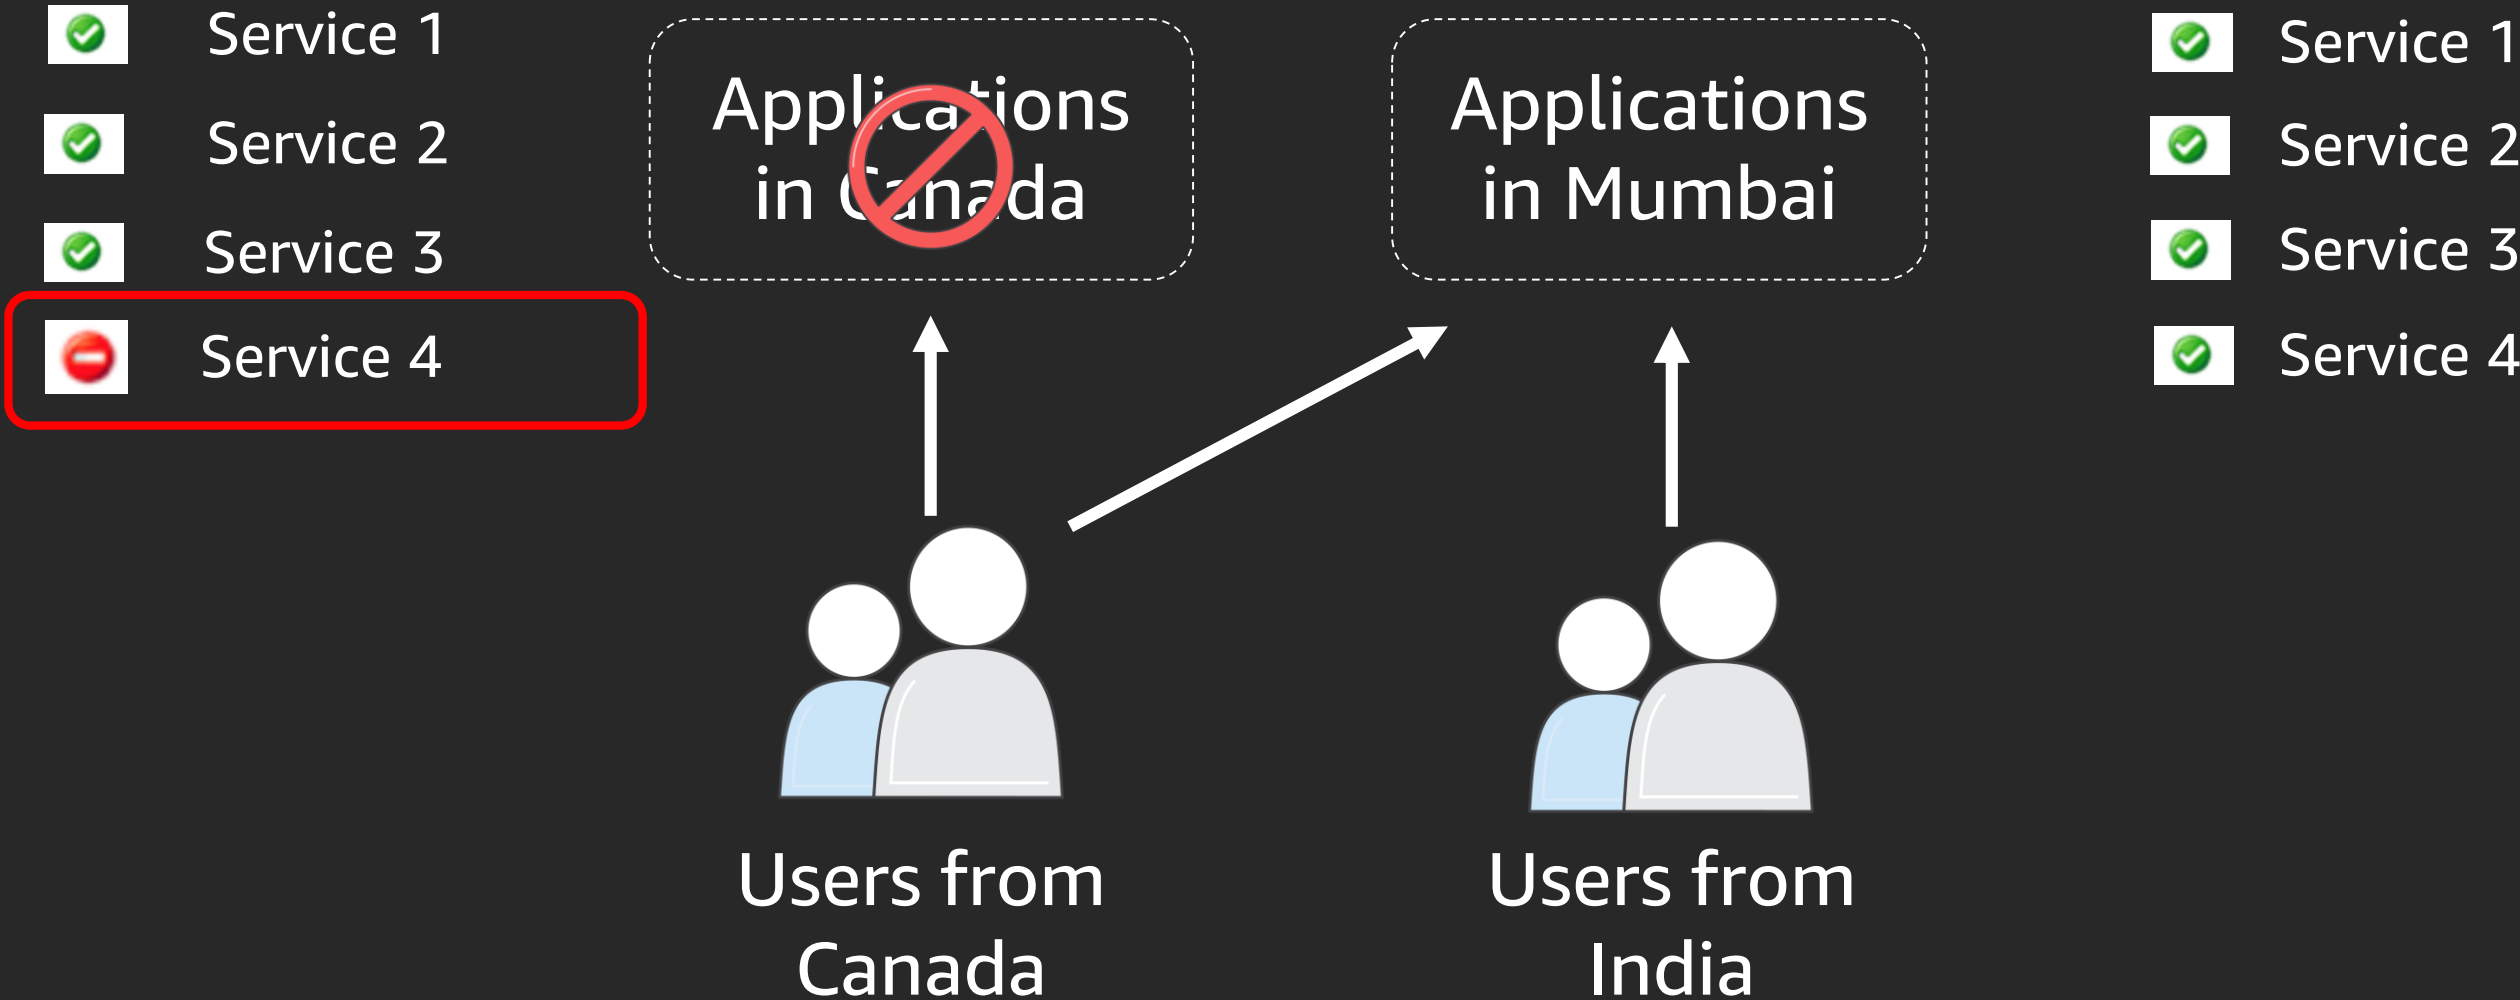 Service 1
Service 2
Service 3
Service 4
Applications
in Canada
Applications
in Mumbai
Service 1
Service 2
Service 3
Service 4
Users from
Canada
Users from
India